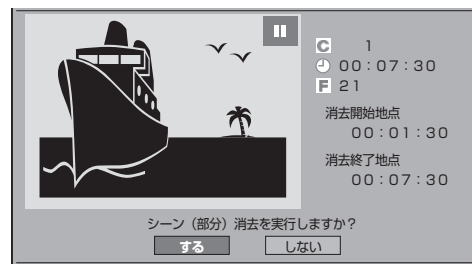 C 1
00：07：30
F 21
消去開始地点
00：01：30
消去終了地点
00：07：30
シーン（部分）消去を実行しますか？
する しない